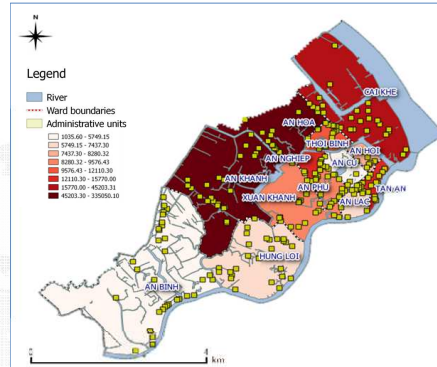 N
Legend
River
Ward boundaries
Administrative units
1035.60 - 5749.15
5749.15 - 7437.30
7437.30 - 8280.32
8280.32 - 9576.43
9576.43 - 12110.30
12110.30 - 15770.00
15770.00 - 45203.31
45203.30 - 335050.10
CAI KHE
AN HOA
THOI BINH
AN HOI
AN NGHIEP
AN CU
AN KHANH
AN PHU
TAN AN
XUAN KHANH
AN LAC
HUNG LOI
AN BINH
0
4
km